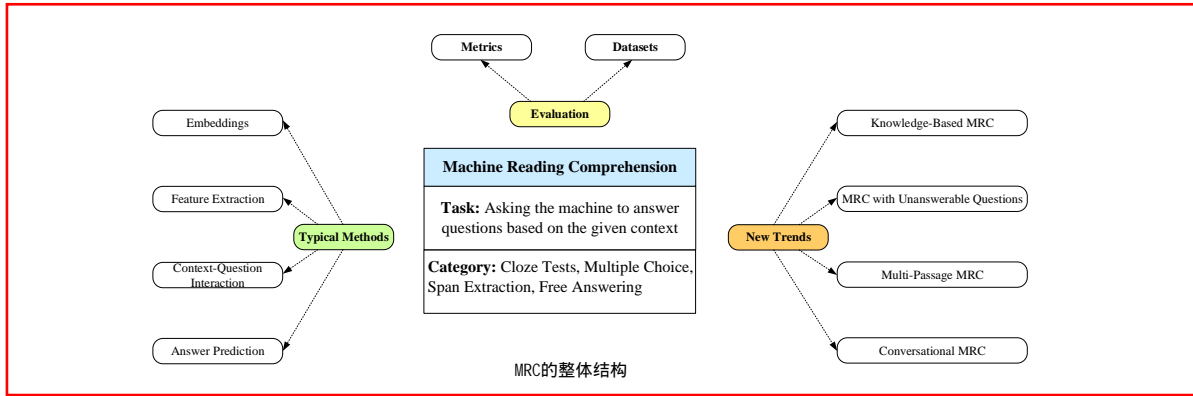 Metrics
Datasets
Evaluation
Embeddings
Feature Extraction
Typical Methods
Context-Question
Interaction
Answer Prediction
Machine Reading Comprehension
Task: Asking the machine to answer
questions based on the given context
Category: Cloze Tests, Multiple Choice,
Span Extraction, Free Answering
Knowledge-Based MRC
MRC with Unanswerable Questions
New Trends
Multi-Passage MRC
Conversational MRC
MRC的整体结构